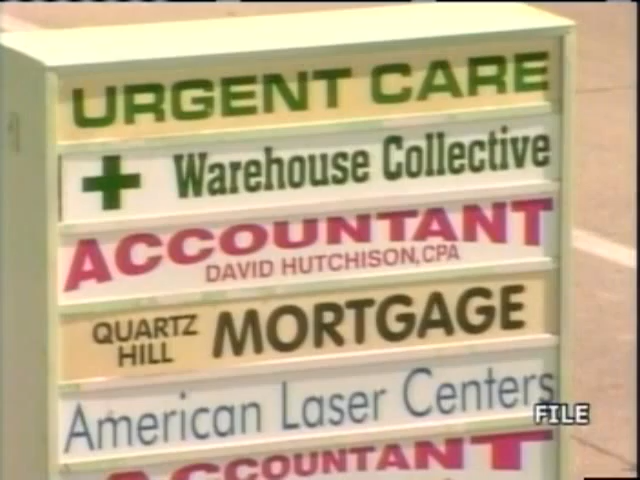 URGENT CARE
Warehouse Collective
ACCOUNTANT
DAVID HUTCHISON, CPA
QUARTZ HILL MORTGAGE
American Laser Centers
FILE
ACCOUNTANT